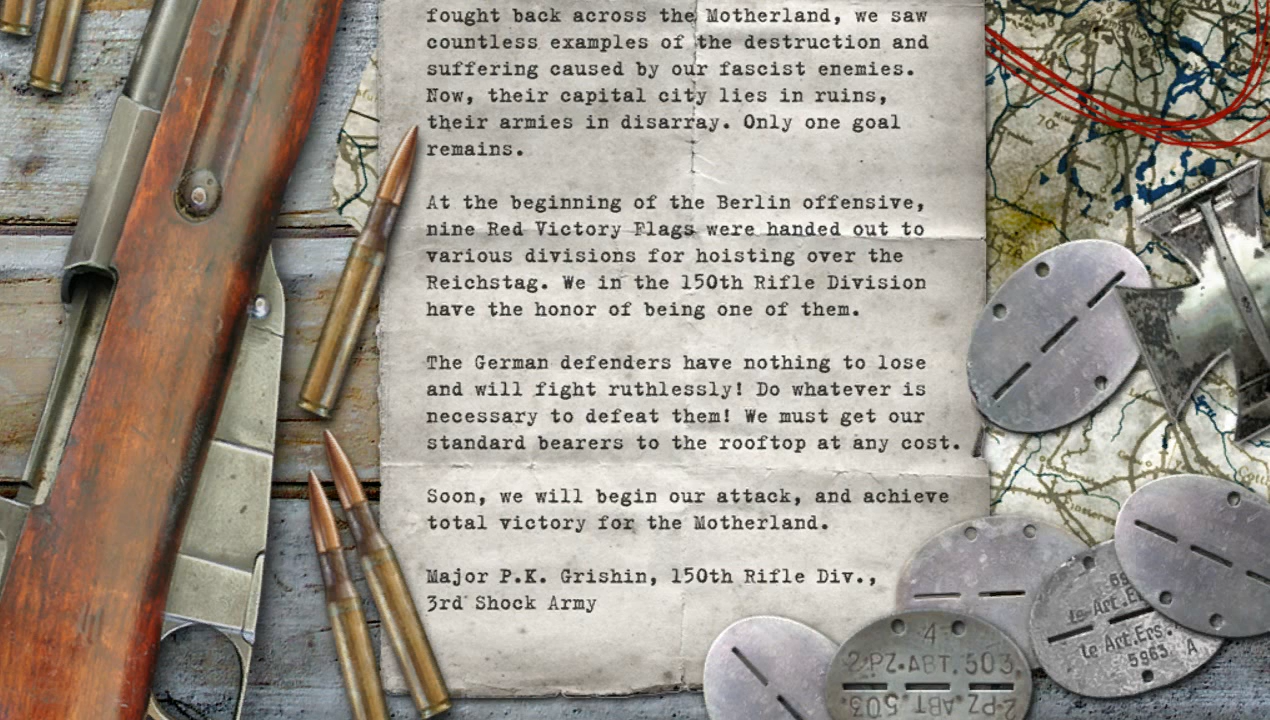 fought back across the Motherland, we saw
countless examples of the destruction and
suffering caused by our fascist enemies.
Now, their capital city lies in ruins,
their armies in disarray. Only one goal
remains.
At the beginning of the Berlin offensive,
nine Red Victory Flags were handed out to
various divisions for hoisting over the
Reichstag. We in the 150th Rifle Division
have the honor of being one of them.
The German defenders have nothing to lose
and will fight ruthlessly! Do whatever is
necessary to defeat them! We must get our
standard bearers to the rooftop at any cost.
Soon, we will begin our attack, and achieve
total victory for the Motherland.
Major P.K. Grishin, 150th Rifle Div.,
3rd Shock Army
4
2·PZ·ABT.503.
2-PZ.ABT.503.
le Art.Ers.
le Art.Ers.
5963 A